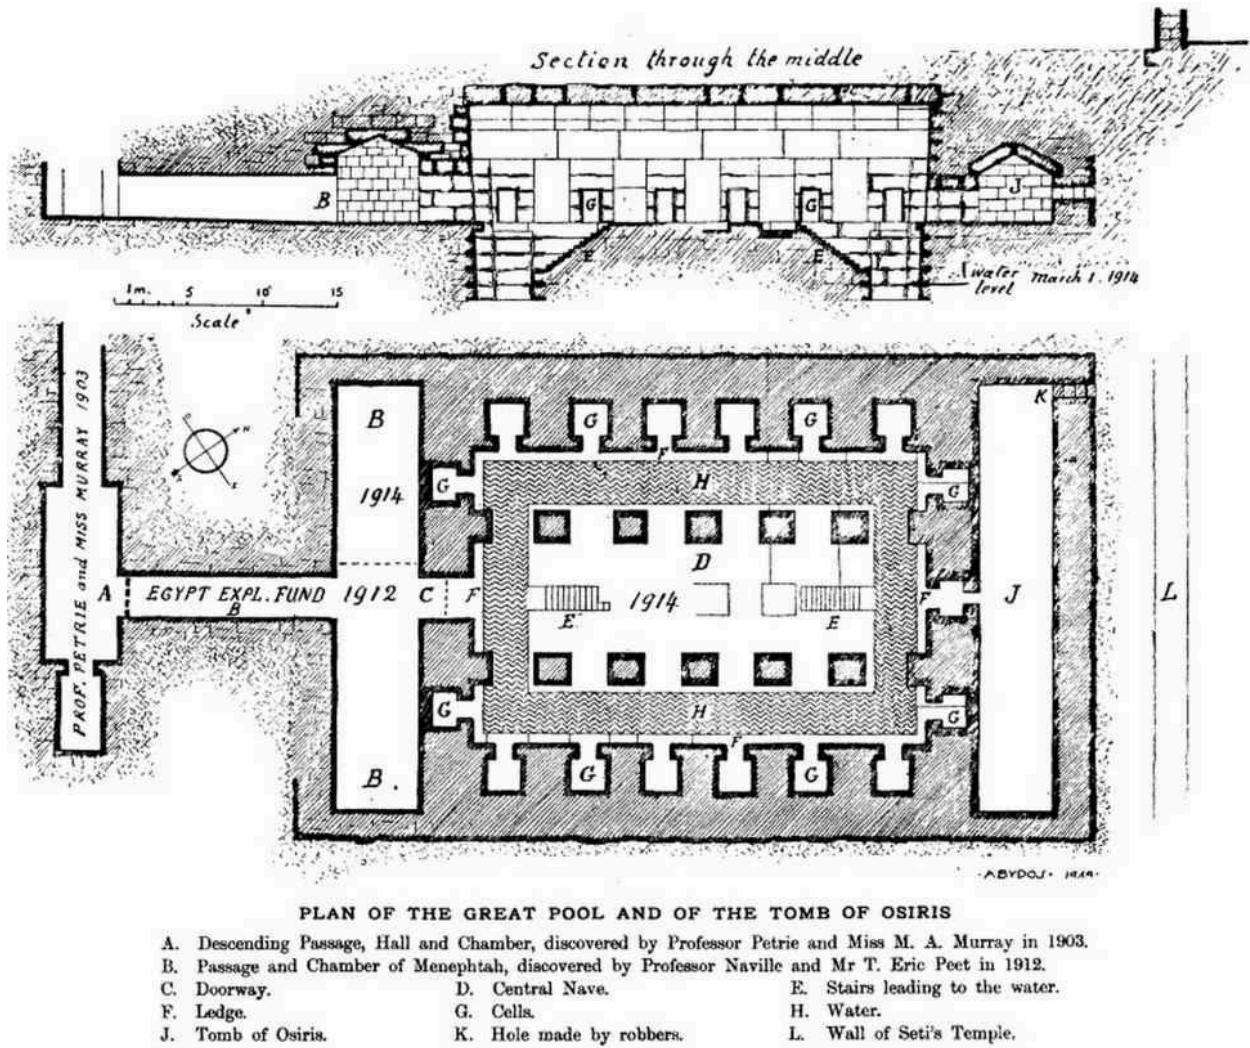 Section through the middle
B
G
G
J
E
E
water level March 1. 1914
1 m. 5 10 15
Scale
PROF. PETRIE and MISS MURRAY 1903
B
1914
B
A
EGYPT EXPL. FUND 1912
B
C
F
G
G
G
G
G
F
H
D
1914
E
E
F
J
K
L
G
G
H
F
G
G
ABYDOS · 1914
PLAN OF THE GREAT POOL AND OF THE TOMB OF OSIRIS
A. Descending Passage, Hall and Chamber, discovered by Professor Petrie and Miss M. A. Murray in 1903.
B. Passage and Chamber of Menephtah, discovered by Professor Naville and Mr T. Eric Peet in 1912.
C. Doorway. D. Central Nave. E. Stairs leading to the water.
F. Ledge. G. Cells. H. Water.
J. Tomb of Osiris. K. Hole made by robbers. L. Wall of Seti's Temple.